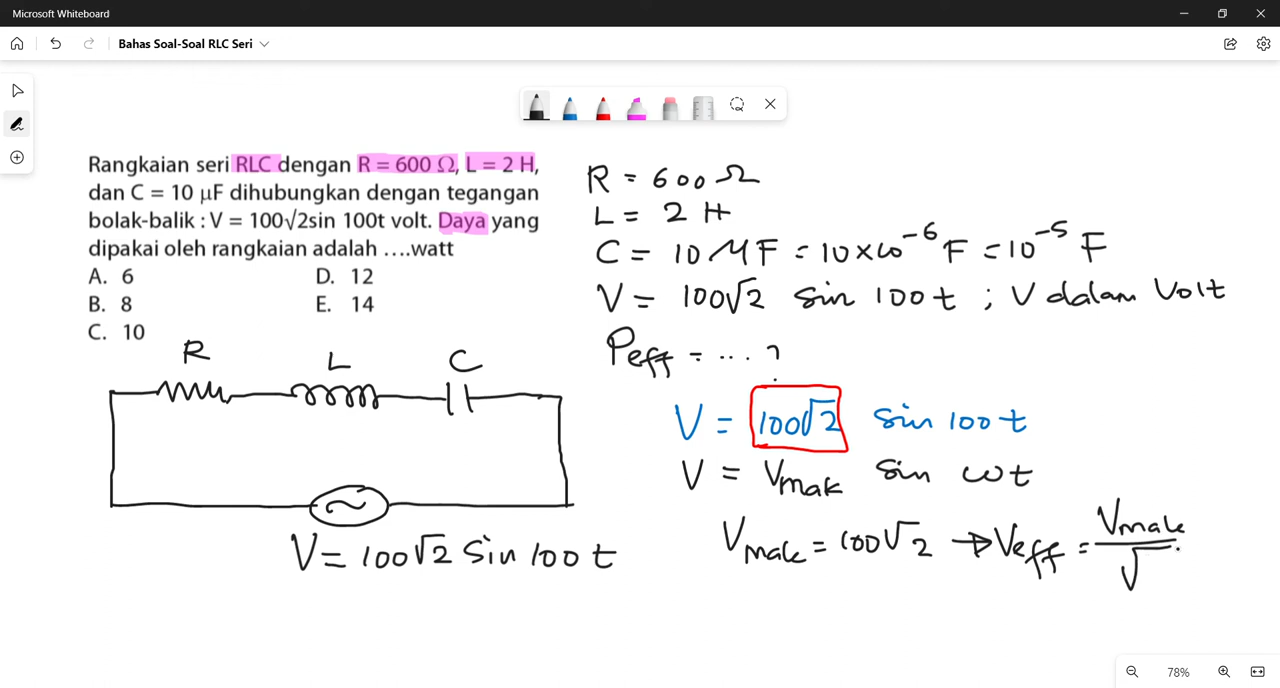 Microsoft Whiteboard
Bahas Soal-Soal RLC Seri
Rangkaian seri RLC dengan R = 600 Ω, L = 2 H,
dan C = 10 μF dihubungkan dengan tegangan
bolak-balik : V = 100√2sin 100t volt. Daya yang
dipakai oleh rangkaian adalah ....watt
A. 6
D. 12
B. 8
E. 14
C. 10
R
L
C
V = 100√2 sin 100 t
R = 600 Ω
L = 2 H
C = 10 μF = 10 × 10⁻⁶ F = 10⁻⁵ F
V = 100√2 sin 100 t ; V dalam Volt
Peff = ... ?
V = 100√2 sin 100 t
V = Vmak sin ωt
Vmak = 100√2 → Veff = Vmak / √
78%